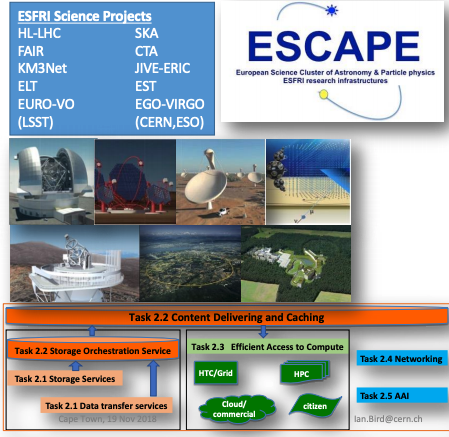 ESFRI Science Projects
HL-LHC SKA
FAIR CTA
KM3Net JIVE-ERIC
ELT EST
EURO-VO EGO-VIRGO
(LSST) (CERN,ESO)
ESCAPE
European Science Cluster of Astronomy & Particle physics
ESFRI research infrastructures
Task 2.2 Content Delivering and Caching
Task 2.2 Storage Orchestration Service
Task 2.1 Storage Services
Task 2.1 Data transfer services
Task 2.3 Efficient Access to Compute
HTC/Grid
HPC
Cloud/
commercial
citizen
Task 2.4 Networking
Task 2.5 AAI
Cape Town, 19 Nov 2018
Ian.Bird@cern.ch